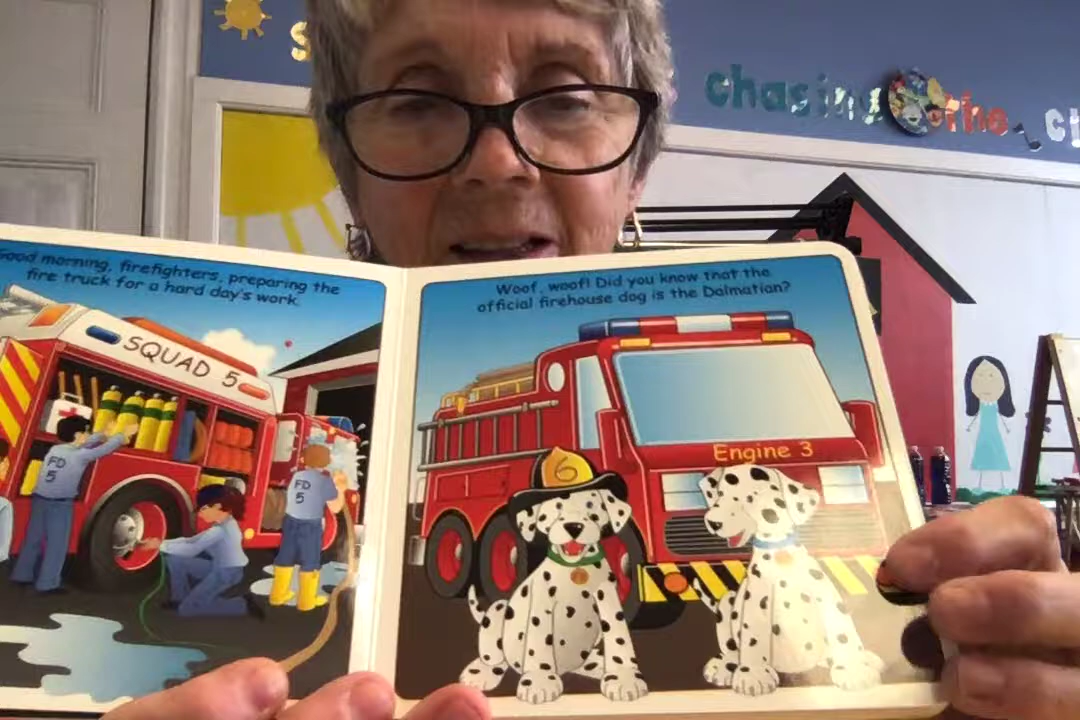 chasing the
Good morning, firefighters, preparing the
fire truck for a hard day's work.
SQUAD 5
FD
5
FD
5
Woof, woof! Did you know that the
official firehouse dog is the Dalmatian?
6
Engine 3